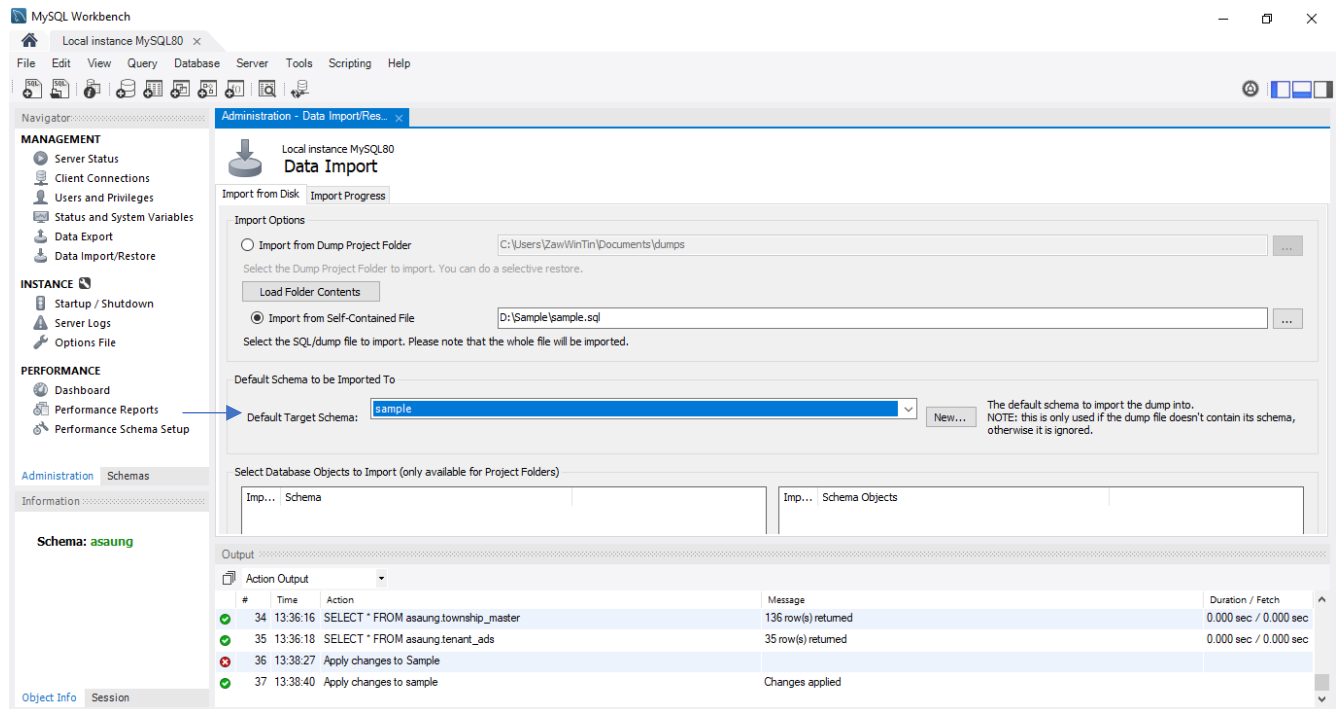 MySQL Workbench
Local instance MySQL80
File Edit View Query Database Server Tools Scripting Help
Navigator
MANAGEMENT
Server Status
Client Connections
Users and Privileges
Status and System Variables
Data Export
Data Import/Restore
INSTANCE
Startup / Shutdown
Server Logs
Options File
PERFORMANCE
Dashboard
Performance Reports
Performance Schema Setup
Administration Schemas
Information
Schema: asaung
Object Info Session
Administration - Data Import/Res...
Local instance MySQL80
Data Import
Import from Disk Import Progress
Import Options
Import from Dump Project Folder C:\Users\ZawWinTin\Documents\dumps ...
Select the Dump Project Folder to import. You can do a selective restore.
Load Folder Contents
Import from Self-Contained File D:\Sample\sample.sql ...
Select the SQL/dump file to import. Please note that the whole file will be imported.
Default Schema to be Imported To
Default Target Schema: sample New...
The default schema to import the dump into.
NOTE: this is only used if the dump file doesn't contain its schema,
otherwise it is ignored.
Select Database Objects to Import (only available for Project Folders)
Imp... Schema Imp... Schema Objects
Output
Action Output
# Time Action Message Duration / Fetch
34 13:36:16 SELECT * FROM asaung.township_master 136 row(s) returned 0.000 sec / 0.000 sec
35 13:36:18 SELECT * FROM asaung.tenant_ads 35 row(s) returned 0.000 sec / 0.000 sec
36 13:38:27 Apply changes to Sample
37 13:38:40 Apply changes to sample Changes applied